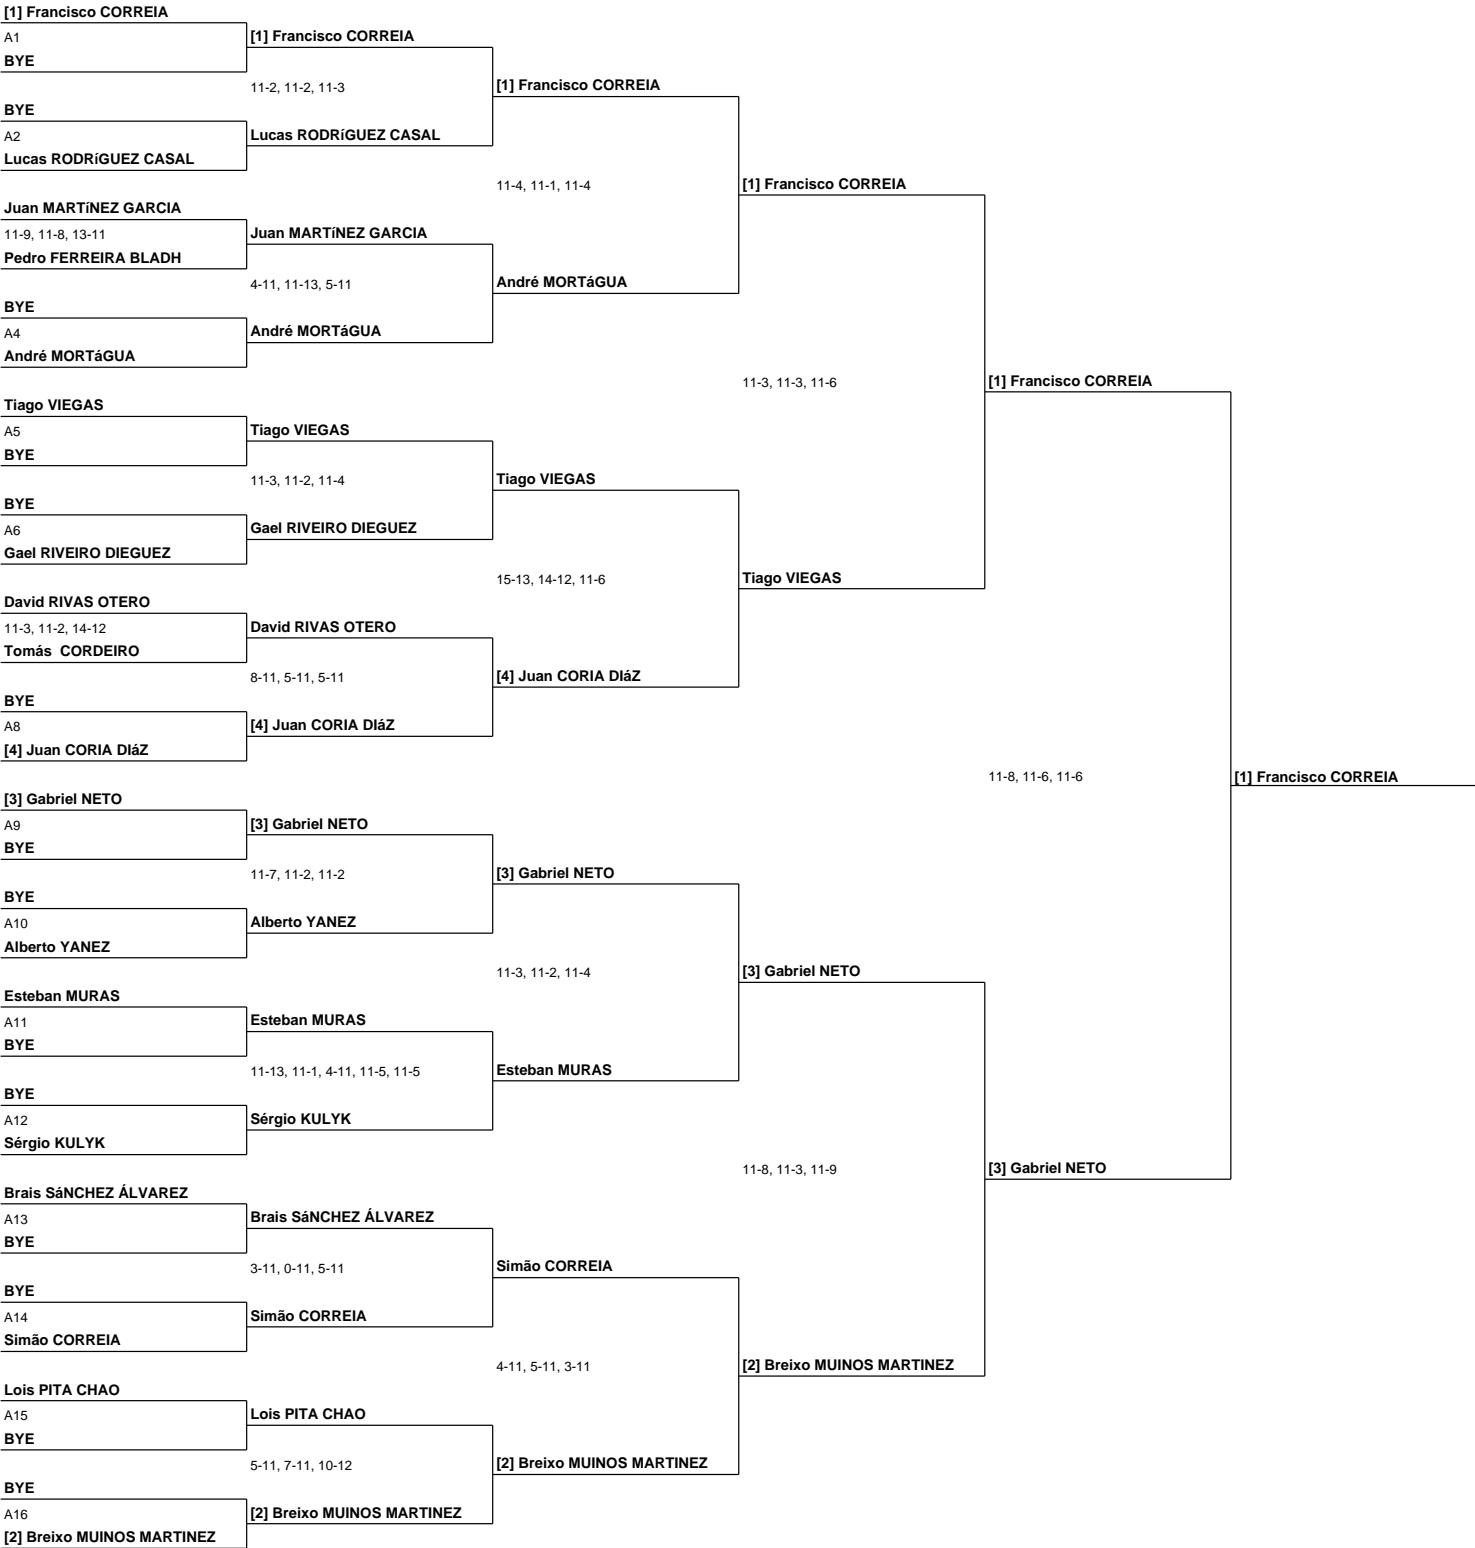 [1] Francisco CORREIA
A1
BYE
BYE
A2
Lucas RODRíGUEZ CASAL
Juan MARTíNEZ GARCIA
11-9, 11-8, 13-11
Pedro FERREIRA BLADH
BYE
A4
André MORTáGUA
Tiago VIEGAS
A5
BYE
BYE
A6
Gael RIVEIRO DIEGUEZ
David RIVAS OTERO
11-3, 11-2, 14-12
Tomás  CORDEIRO
BYE
A8
[4] Juan CORIA DIáZ
[3] Gabriel NETO
A9
BYE
BYE
A10
Alberto YANEZ
Esteban MURAS
A11
BYE
BYE
A12
Sérgio KULYK
Brais SáNCHEZ ÁLVAREZ
A13
BYE
BYE
A14
Simão CORREIA
Lois PITA CHAO
A15
BYE
BYE
A16
[2] Breixo MUINOS MARTINEZ
[1] Francisco CORREIA
11-2, 11-2, 11-3
Lucas RODRíGUEZ CASAL
Juan MARTíNEZ GARCIA
4-11, 11-13, 5-11
André MORTáGUA
Tiago VIEGAS
11-3, 11-2, 11-4
Gael RIVEIRO DIEGUEZ
David RIVAS OTERO
8-11, 5-11, 5-11
[4] Juan CORIA DIáZ
[3] Gabriel NETO
11-7, 11-2, 11-2
Alberto YANEZ
Esteban MURAS
11-13, 11-1, 4-11, 11-5, 11-5
Sérgio KULYK
Brais SáNCHEZ ÁLVAREZ
3-11, 0-11, 5-11
Simão CORREIA
Lois PITA CHAO
5-11, 7-11, 10-12
[2] Breixo MUINOS MARTINEZ
[1] Francisco CORREIA
11-4, 11-1, 11-4
André MORTáGUA
Tiago VIEGAS
15-13, 14-12, 11-6
[4] Juan CORIA DIáZ
[3] Gabriel NETO
11-3, 11-2, 11-4
Esteban MURAS
Simão CORREIA
4-11, 5-11, 3-11
[2] Breixo MUINOS MARTINEZ
[1] Francisco CORREIA
11-3, 11-3, 11-6
Tiago VIEGAS
[3] Gabriel NETO
11-8, 11-3, 11-9
[2] Breixo MUINOS MARTINEZ
[1] Francisco CORREIA
11-8, 11-6, 11-6
[3] Gabriel NETO
[1] Francisco CORREIA